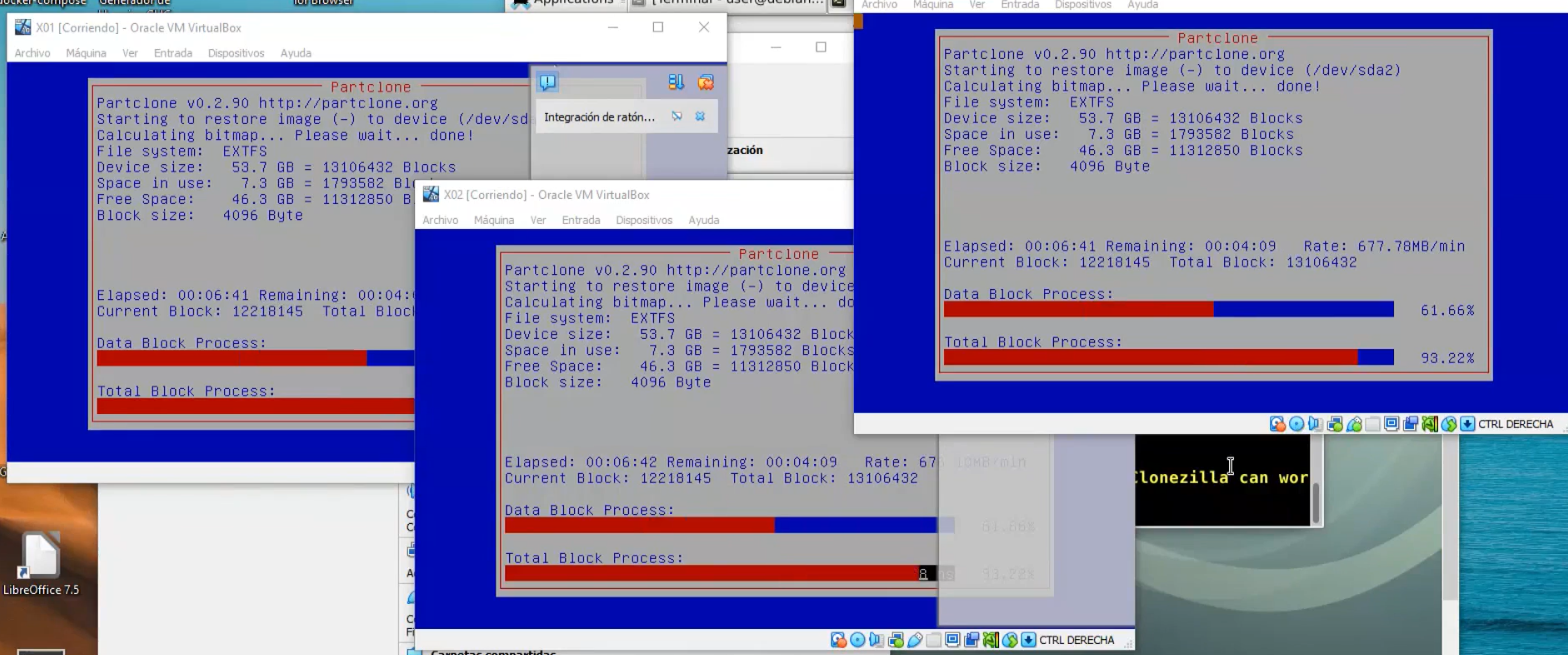 docker-compose
Generador de
Tor Browser
Applications
[Terminal - user@debian:...
X01 [Corriendo] - Oracle VM VirtualBox
Archivo Máquina Ver Entrada Dispositivos Ayuda
Partclone
Partclone v0.2.90 http://partclone.org
Starting to restore image (-) to device (/dev/sd
Calculating bitmap... Please wait... done!
File system: EXTFS
Device size: 53.7 GB = 13106432 Blocks
Space in use: 7.3 GB = 1793582 Blo
Free Space: 46.3 GB = 11312850 B
Block size: 4096 Byte
Elapsed: 00:06:41 Remaining: 00:04:
Current Block: 12218145 Total Bloc
Data Block Process:
Total Block Process:
Integración de ratón...
zación
X02 [Corriendo] - Oracle VM VirtualBox
Archivo Máquina Ver Entrada Dispositivos Ayuda
Partclone
Partclone v0.2.90 http://partclone.org
Starting to restore image (-) to device
Calculating bitmap... Please wait... do
File system: EXTFS
Device size: 53.7 GB = 13106432 Block
Space in use: 7.3 GB = 1793582 Blocks
Free Space: 46.3 GB = 11312850 Block
Block size: 4096 Byte
Elapsed: 00:06:42 Remaining: 00:04:09 Rate: 676.10MB/min
Current Block: 12218145 Total Block: 13106432
Data Block Process:
61.66%
Total Block Process:
93.22%
CTRL DERECHA
Archivo Máquina Ver Entrada Dispositivos Ayuda
Partclone
Partclone v0.2.90 http://partclone.org
Starting to restore image (-) to device (/dev/sda2)
Calculating bitmap... Please wait... done!
File system: EXTFS
Device size: 53.7 GB = 13106432 Blocks
Space in use: 7.3 GB = 1793582 Blocks
Free Space: 46.3 GB = 11312850 Blocks
Block size: 4096 Byte
Elapsed: 00:06:41 Remaining: 00:04:09 Rate: 677.78MB/min
Current Block: 12218145 Total Block: 13106432
Data Block Process:
61.66%
Total Block Process:
93.22%
CTRL DERECHA
Clonezilla can wor
LibreOffice 7.5
Carpetas compartidas